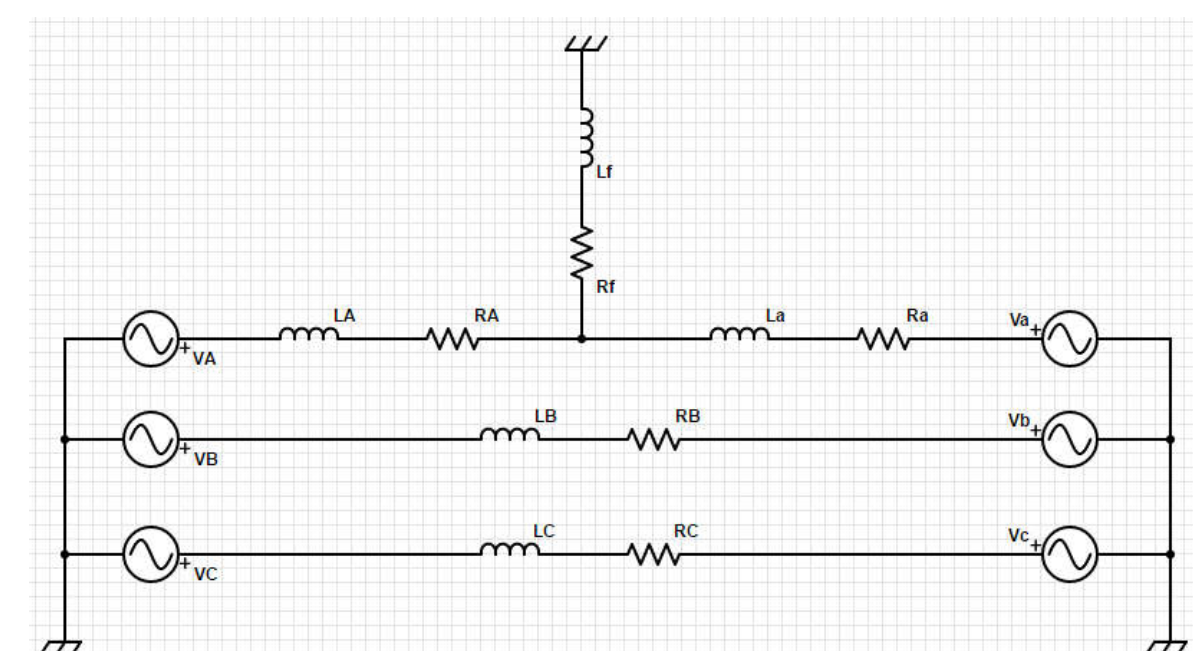 Lf
Rf
LA
RA
La
Ra
Va
+
+
VA
LB
RB
Vb
+
+
VB
LC
RC
Vc
+
+
VC